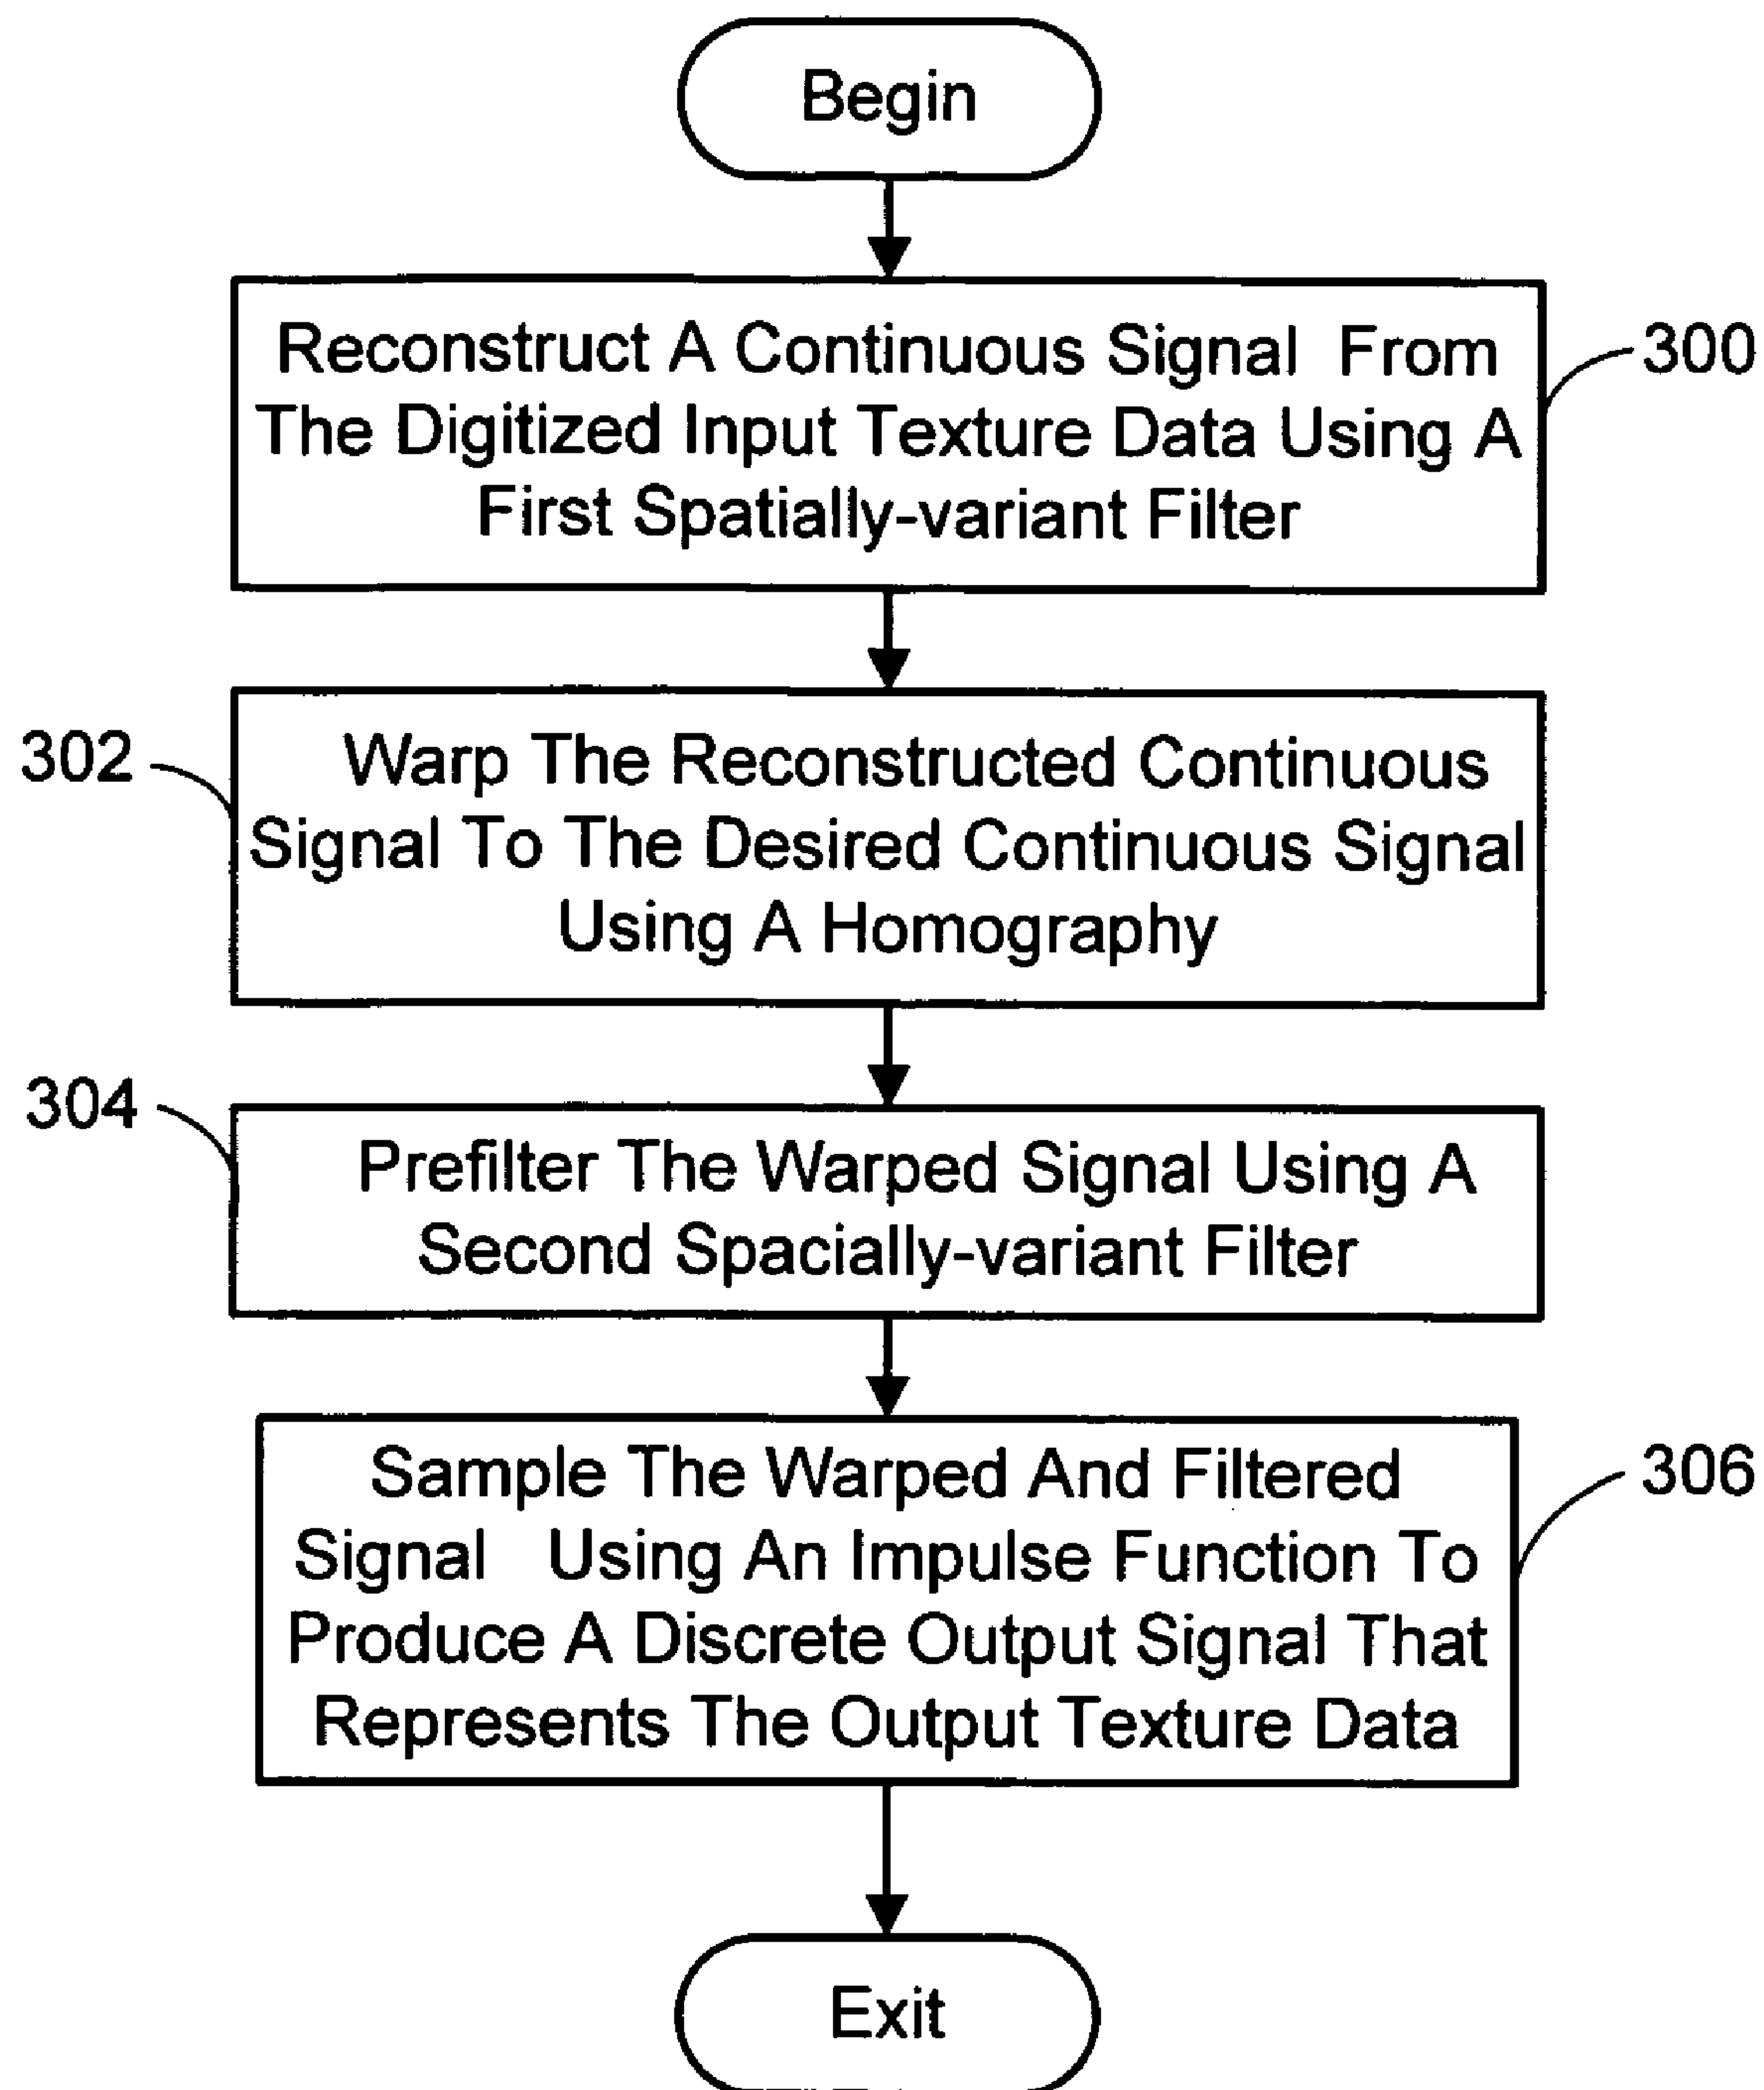 Begin
Reconstruct A Continuous Signal From
The Digitized Input Texture Data Using A
First Spatially-variant Filter
300
302
Warp The Reconstructed Continuous
Signal To The Desired Continuous Signal
Using A Homography
304
Prefilter The Warped Signal Using A
Second Spacially-variant Filter
Sample The Warped And Filtered
Signal Using An Impulse Function To
Produce A Discrete Output Signal That
Represents The Output Texture Data
306
Exit